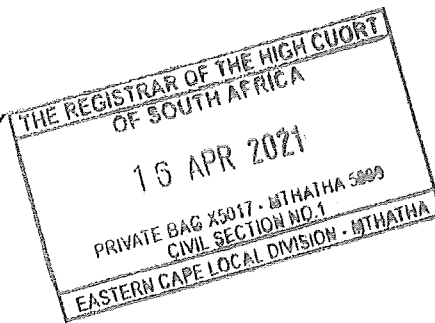 THE REGISTRAR OF THE HIGH CUORT
OF SOUTH AFRICA
16 APR 2021
PRIVATE BAG X5017 - MTHATHA
CIVIL SECTION NO.1
EASTERN CAPE LOCAL DIVISION - MTHATHA